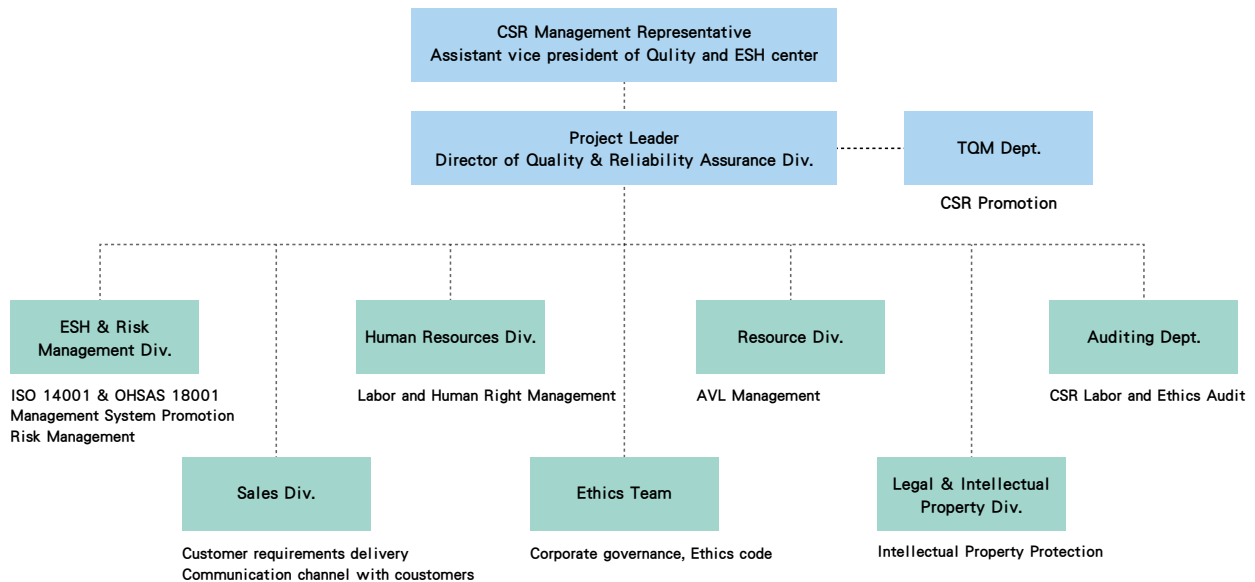 CSR Management Representative
Assistant vice president of Qulity and ESH center
Project Leader
Director of Quality & Reliability Assurance Div.
TQM Dept.
CSR Promotion
ESH & Risk
Management Div.
ISO 14001 & OHSAS 18001
Management System Promotion
Risk Management
Human Resources Div.
Labor and Human Right Management
Resource Div.
AVL Management
Auditing Dept.
CSR Labor and Ethics Audit
Sales Div.
Customer requirements delivery
Communication channel with coustomers
Ethics Team
Corporate governance, Ethics code
Legal & Intellectual
Property Div.
Intellectual Property Protection